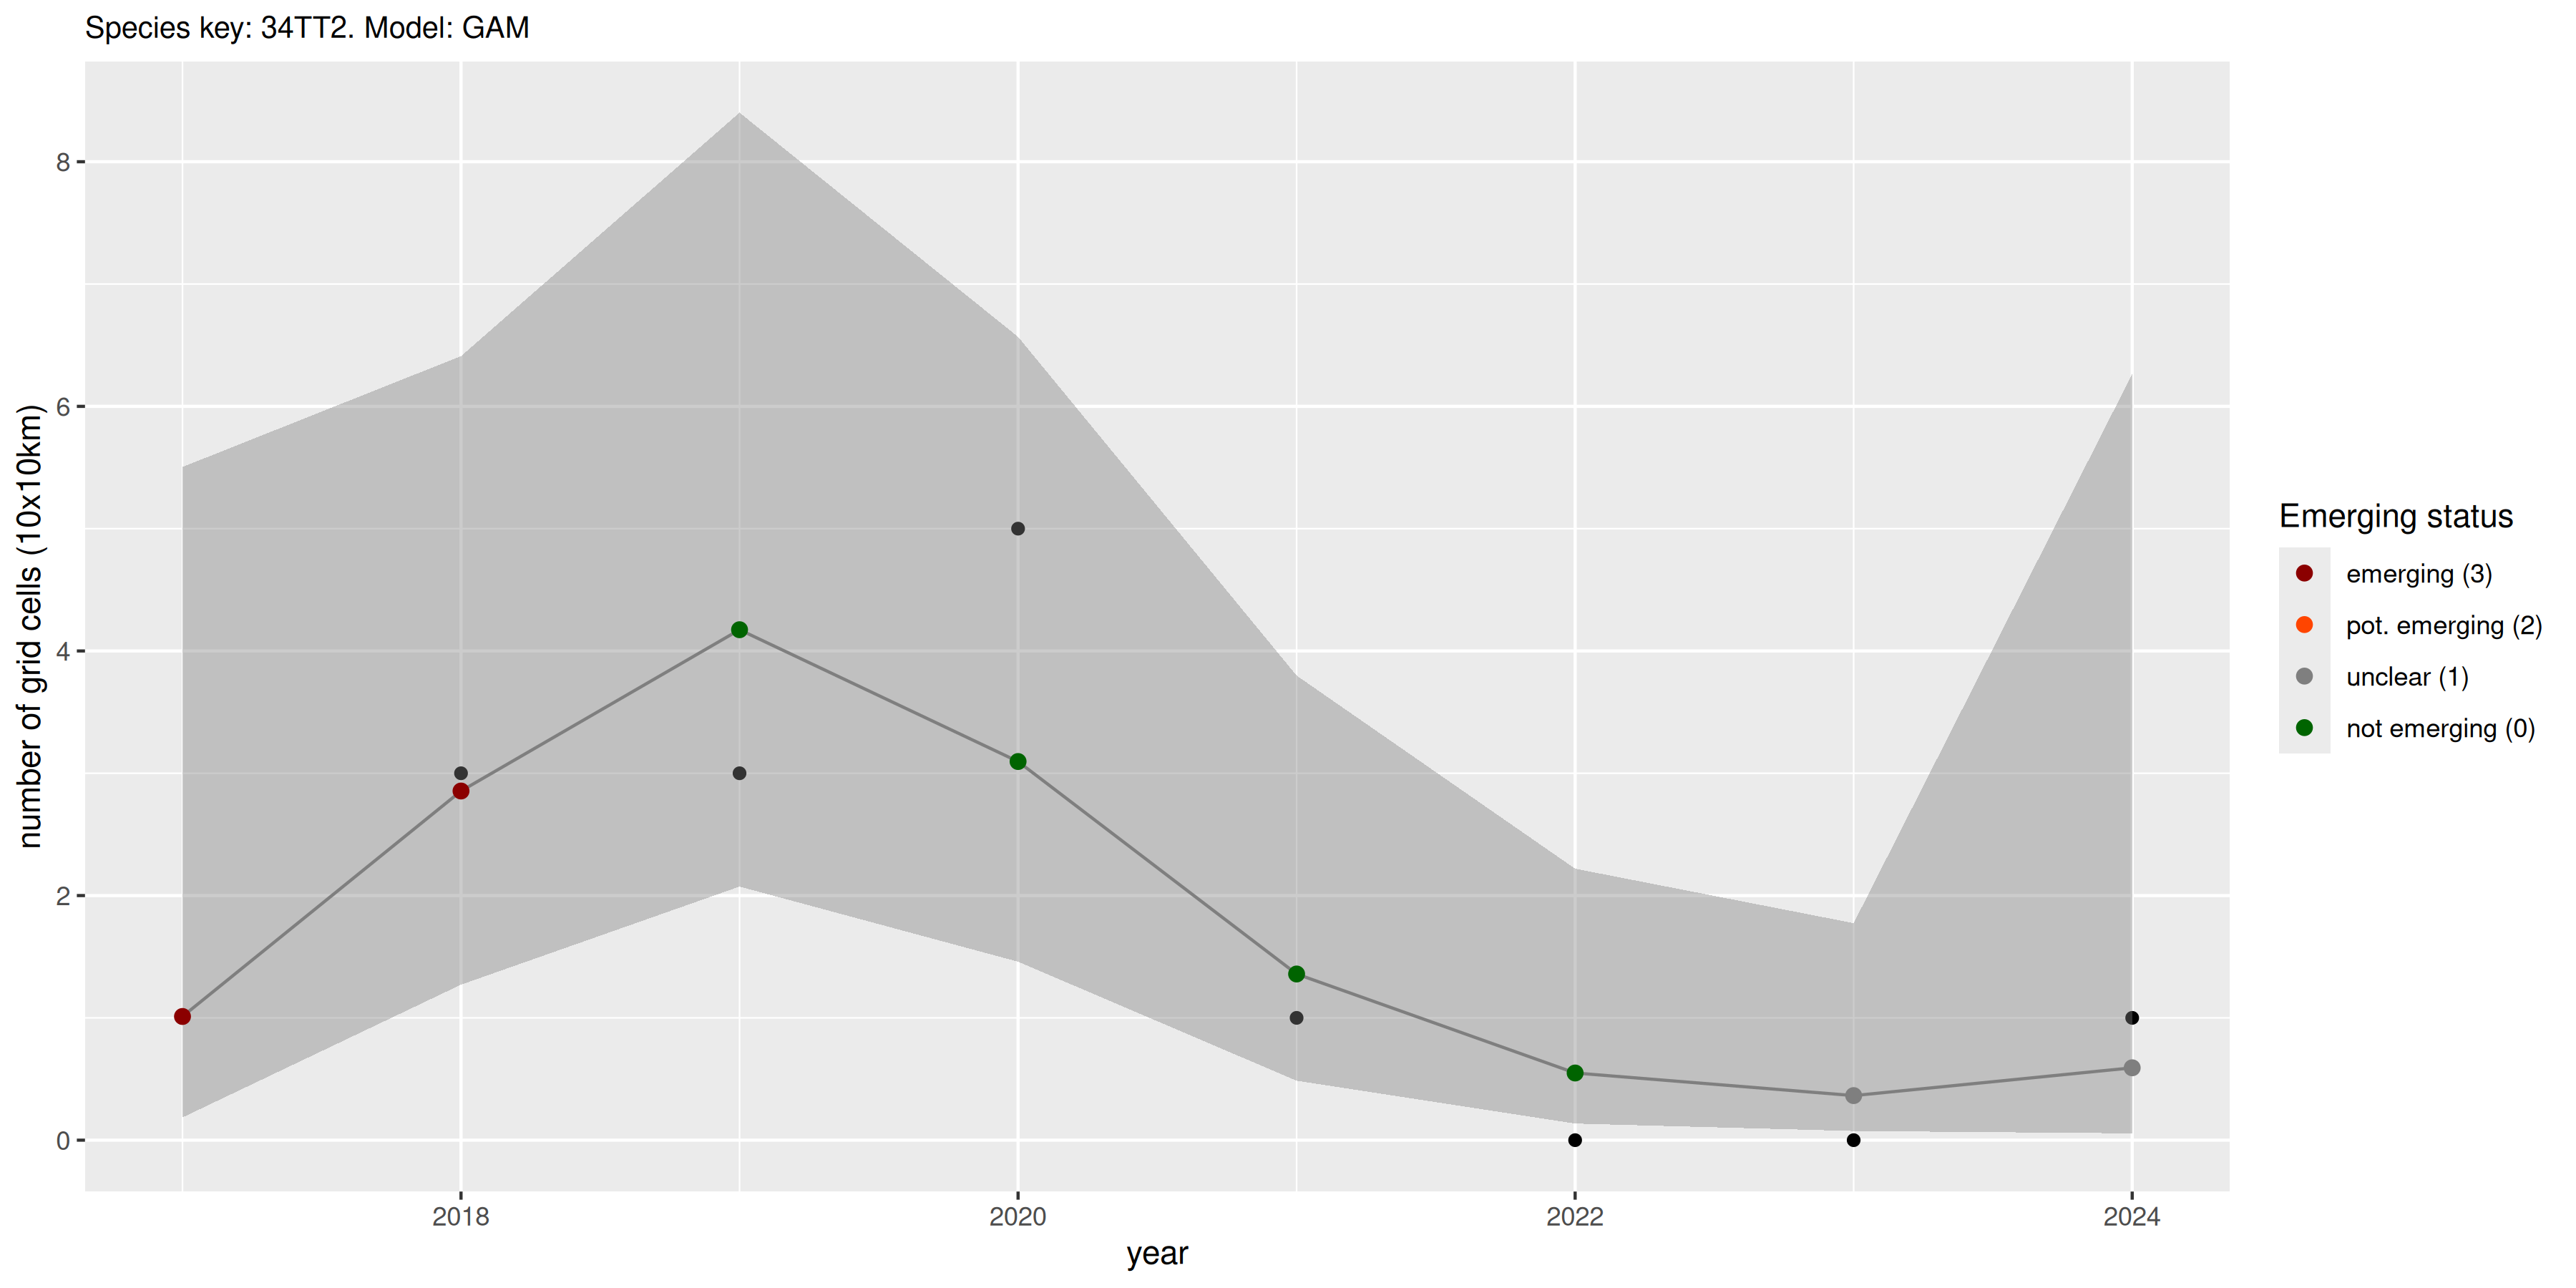 Species key: 34TT2. Model: GAM
8
6
4
2
0
number of grid cells (10x10km)
2018
2020
2022
2024
year
Emerging status
emerging (3)
pot. emerging (2)
unclear (1)
not emerging (0)